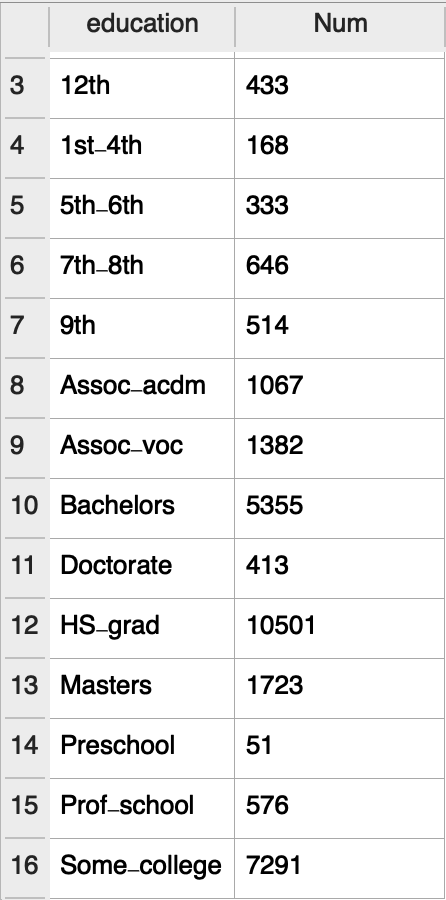 education Num
3 12th 433
4 1st_4th 168
5 5th_6th 333
6 7th_8th 646
7 9th 514
8 Assoc_acdm 1067
9 Assoc_voc 1382
10 Bachelors 5355
11 Doctorate 413
12 HS_grad 10501
13 Masters 1723
14 Preschool 51
15 Prof_school 576
16 Some_college 7291